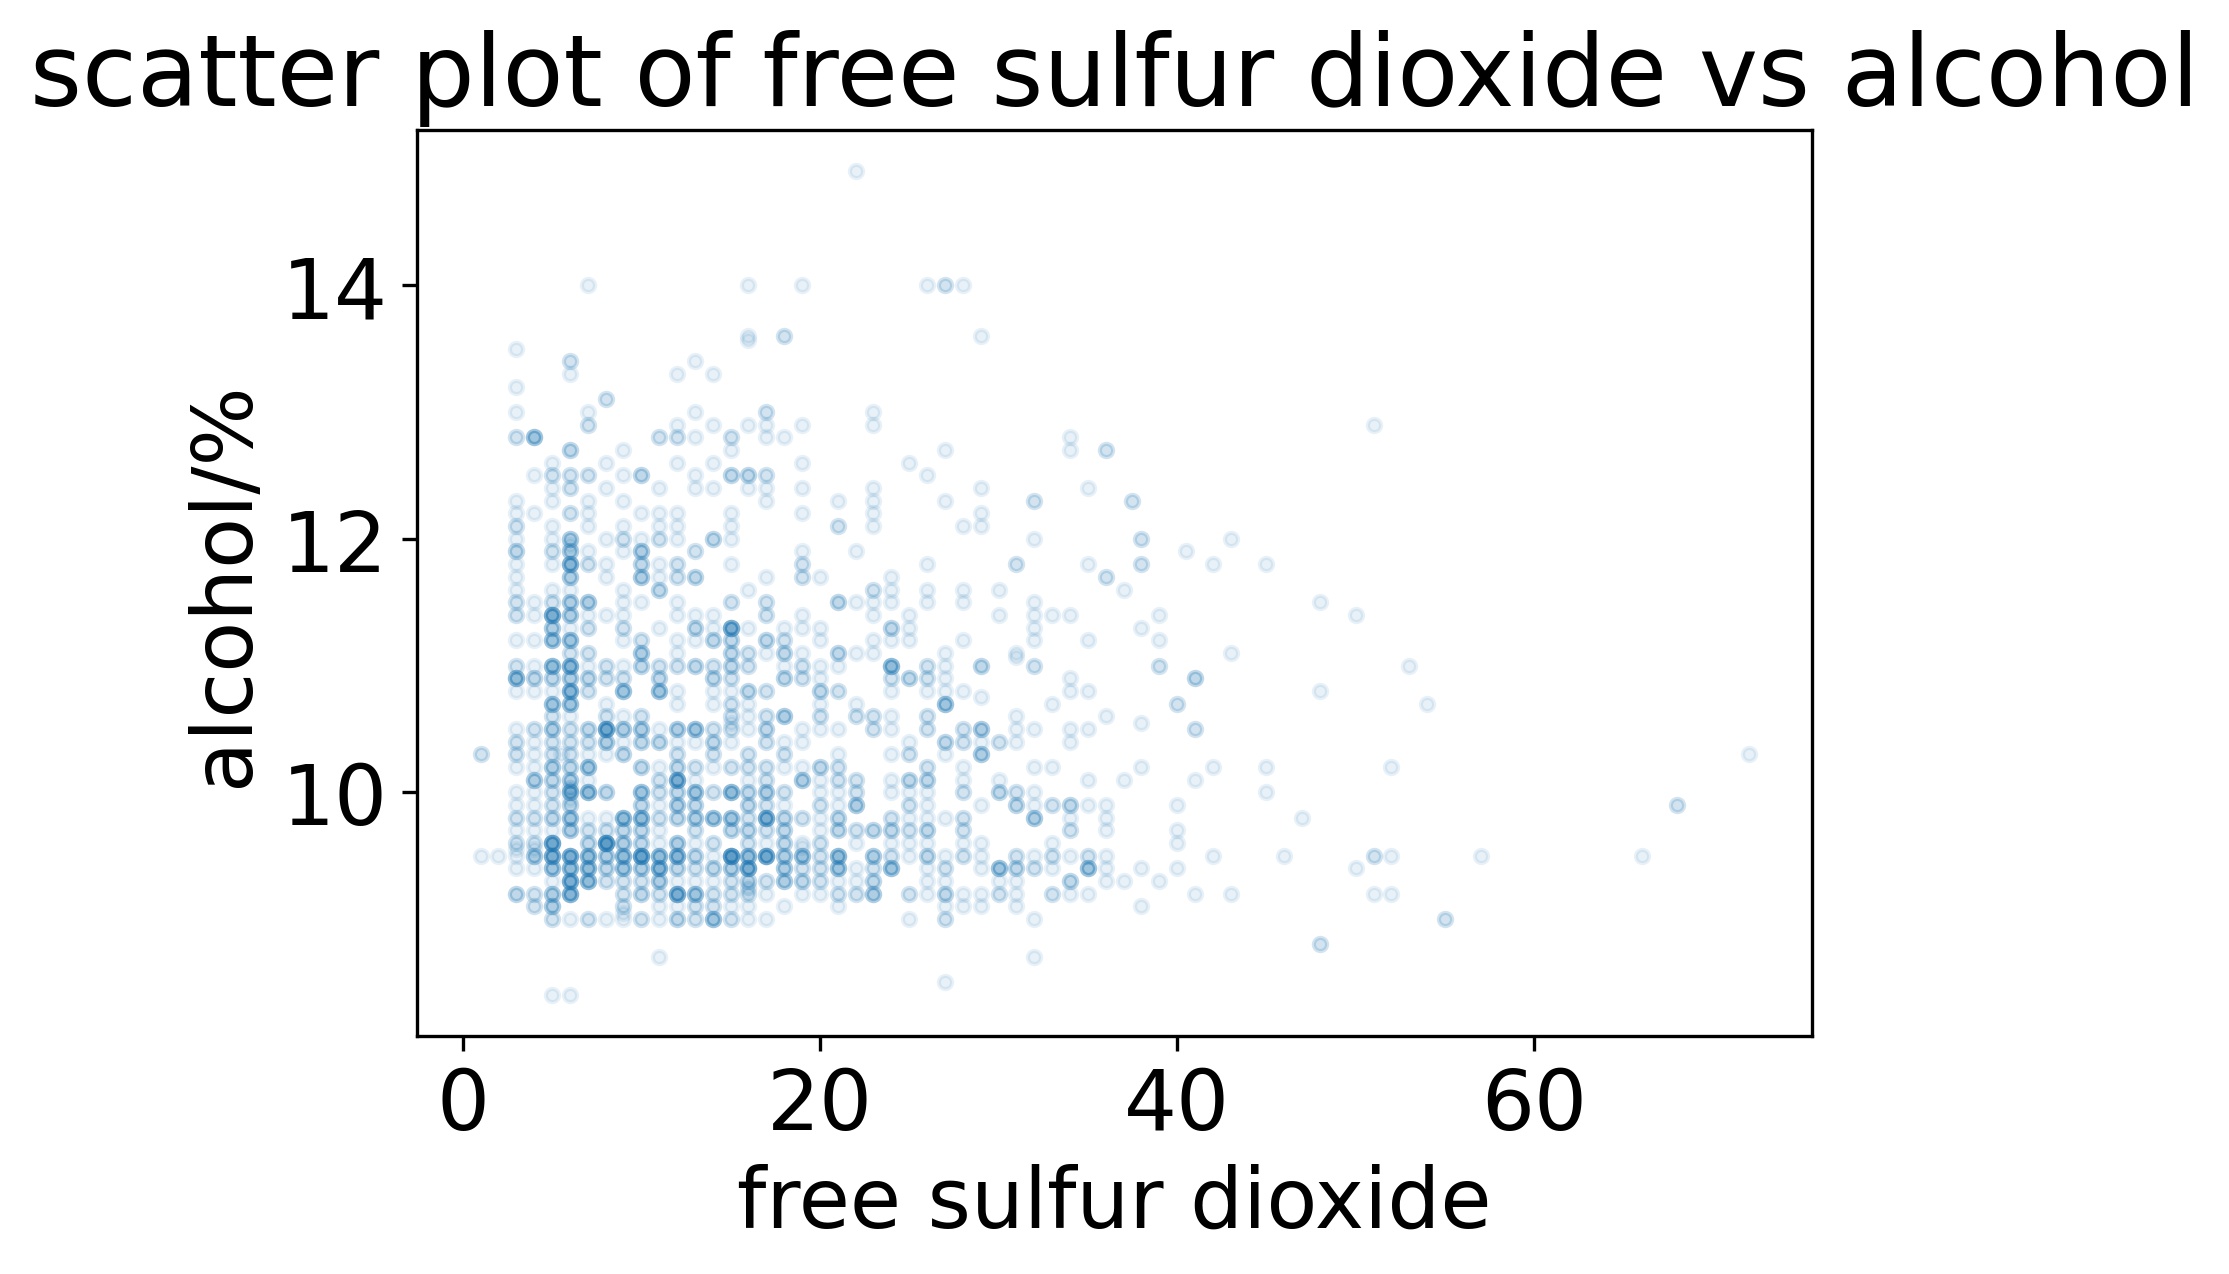 scatter plot of free sulfur dioxide vs alcohol
alcohol/%
14
12
10
0 20 40 60
free sulfur dioxide